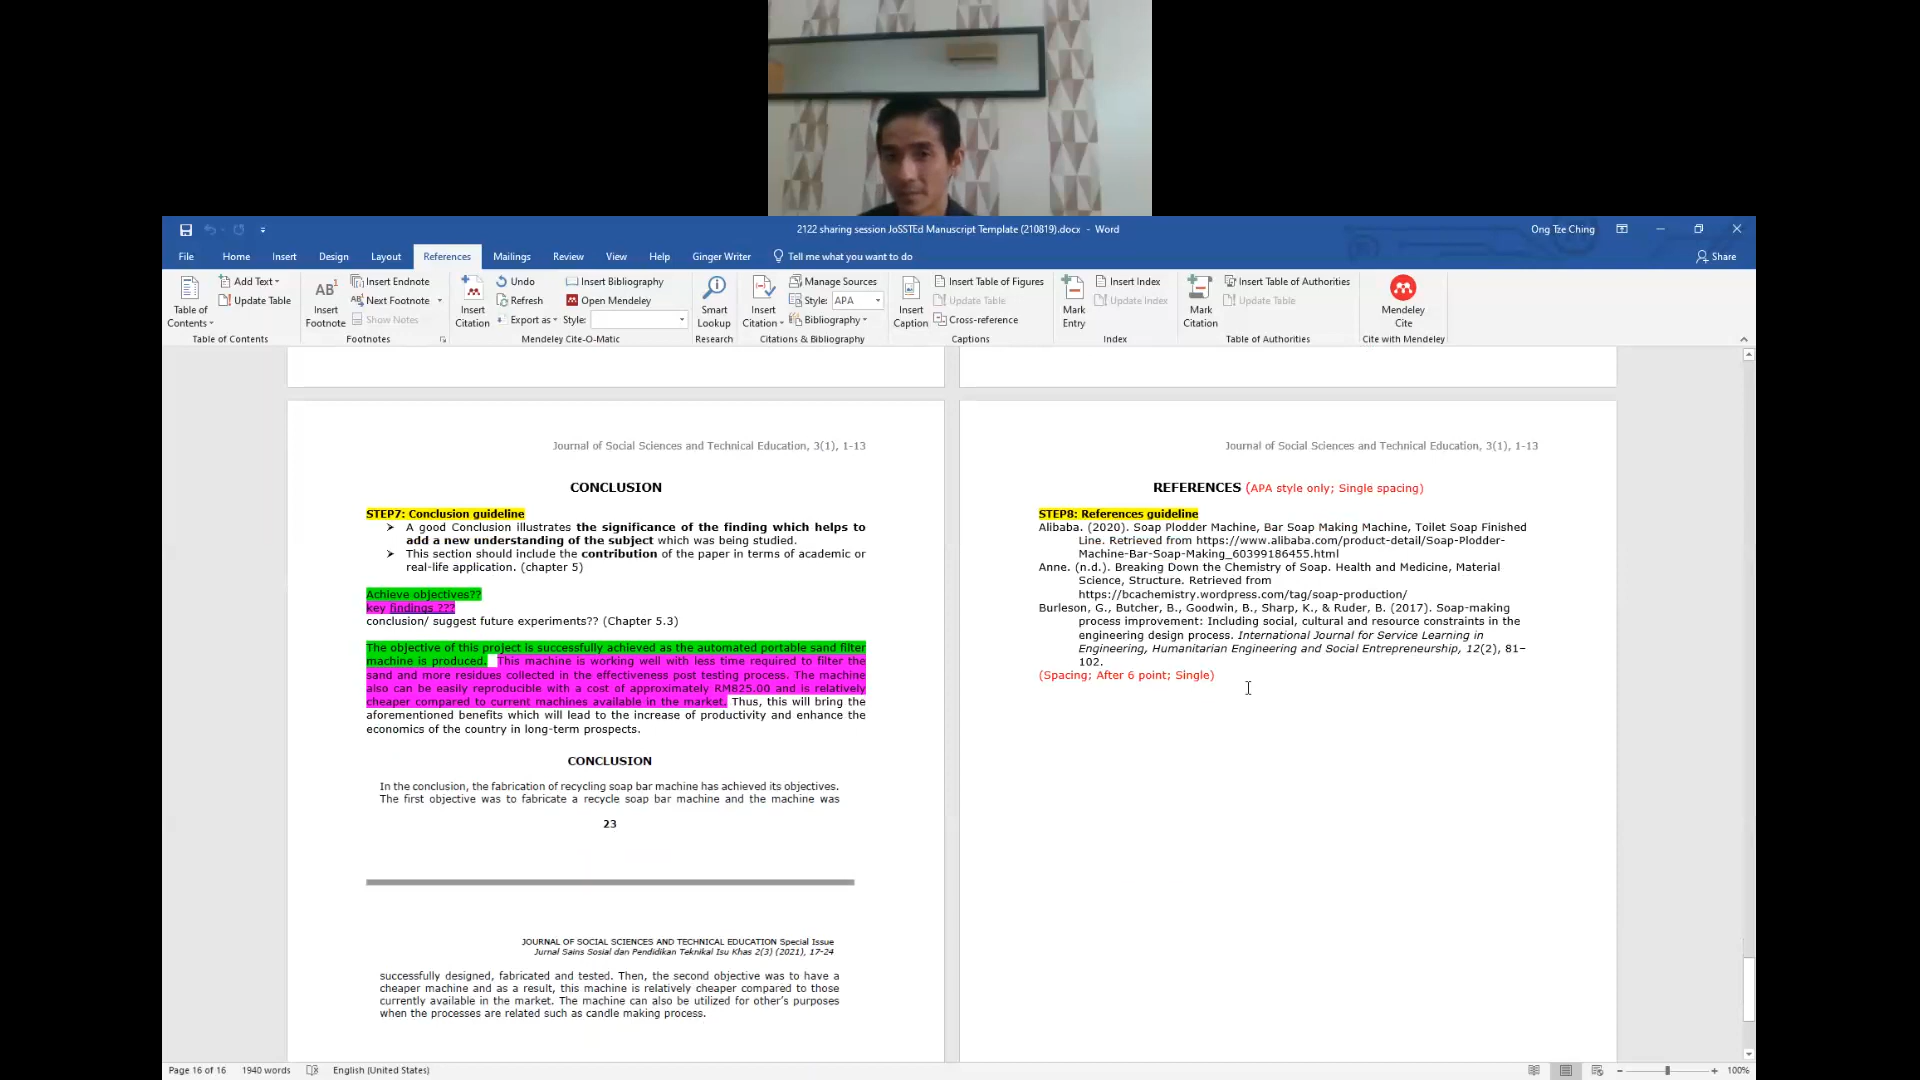 2122 sharing session JoSSTEd Manuscript Template (210819).docx - Word
Ong Tze Ching
File Home Insert Design Layout References Mailings Review View Help Ginger Writer Tell me what you want to do Share
Table of Contents
Add Text
Update Table
Table of Contents
AB1 Insert Footnote
Insert Endnote
Next Footnote
Show Notes
Footnotes
Insert Citation
Undo
Refresh
Export as
Insert Bibliography
Open Mendeley
Style:
Mendeley Cite-O-Matic
Smart Lookup
Research
Insert Citation
Manage Sources
Style: APA
Bibliography
Citations & Bibliography
Insert Caption
Insert Table of Figures
Update Table
Cross-reference
Captions
Mark Entry
Insert Index
Update Index
Index
Mark Citation
Insert Table of Authorities
Update Table
Table of Authorities
Mendeley Cite
Cite with Mendeley
Journal of Social Sciences and Technical Education, 3(1), 1-13
CONCLUSION
STEP7: Conclusion guideline
➢ A good Conclusion illustrates the significance of the finding which helps to
add a new understanding of the subject which was being studied.
➢ This section should include the contribution of the paper in terms of academic or
real-life application. (chapter 5)
Achieve objectives??
key findings ???
conclusion/ suggest future experiments?? (Chapter 5.3)
The objective of this project is successfully achieved as the automated portable sand filter
machine is produced. This machine is working well with less time required to filter the
sand and more residues collected in the effectiveness post testing process. The machine
also can be easily reproducible with a cost of approximately RM825.00 and is relatively
cheaper compared to current machines available in the market. Thus, this will bring the
aforementioned benefits which will lead to the increase of productivity and enhance the
economics of the country in long-term prospects.
CONCLUSION
In the conclusion, the fabrication of recycling soap bar machine has achieved its objectives.
The first objective was to fabricate a recycle soap bar machine and the machine was
23
JOURNAL OF SOCIAL SCIENCES AND TECHNICAL EDUCATION Special Issue
Jurnal Sains Sosial dan Pendidikan Teknikal Isu Khas 2(3) (2021), 17-24
successfully designed, fabricated and tested. Then, the second objective was to have a
cheaper machine and as a result, this machine is relatively cheaper compared to those
currently available in the market. The machine can also be utilized for other's purposes
when the processes are related such as candle making process.
Journal of Social Sciences and Technical Education, 3(1), 1-13
REFERENCES (APA style only; Single spacing)
STEP8: References guideline
Alibaba. (2020). Soap Plodder Machine, Bar Soap Making Machine, Toilet Soap Finished
Line. Retrieved from https://www.alibaba.com/product-detail/Soap-Plodder-
Machine-Bar-Soap-Making_60399186455.html
Anne. (n.d.). Breaking Down the Chemistry of Soap. Health and Medicine, Material
Science, Structure. Retrieved from
https://bcachemistry.wordpress.com/tag/soap-production/
Burleson, G., Butcher, B., Goodwin, B., Sharp, K., & Ruder, B. (2017). Soap-making
process improvement: Including social, cultural and resource constraints in the
engineering design process. International Journal for Service Learning in
Engineering, Humanitarian Engineering and Social Entrepreneurship, 12(2), 81–
102.
(Spacing; After 6 point; Single)
Page 16 of 16 1940 words English (United States) 100%